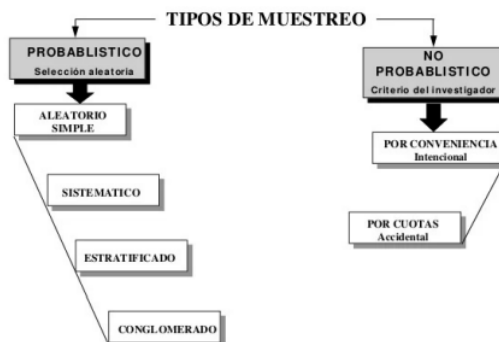 TIPOS DE MUESTREO
PROBABLISTICO
Selección aleatoria
ALEATORIO
SIMPLE
SISTEMATICO
ESTRATIFICADO
CONGLOMERADO
NO
PROBABLISTICO
Criterio del investigador
POR CONVENIENCIA
Intencional
POR CUOTAS
Accidental